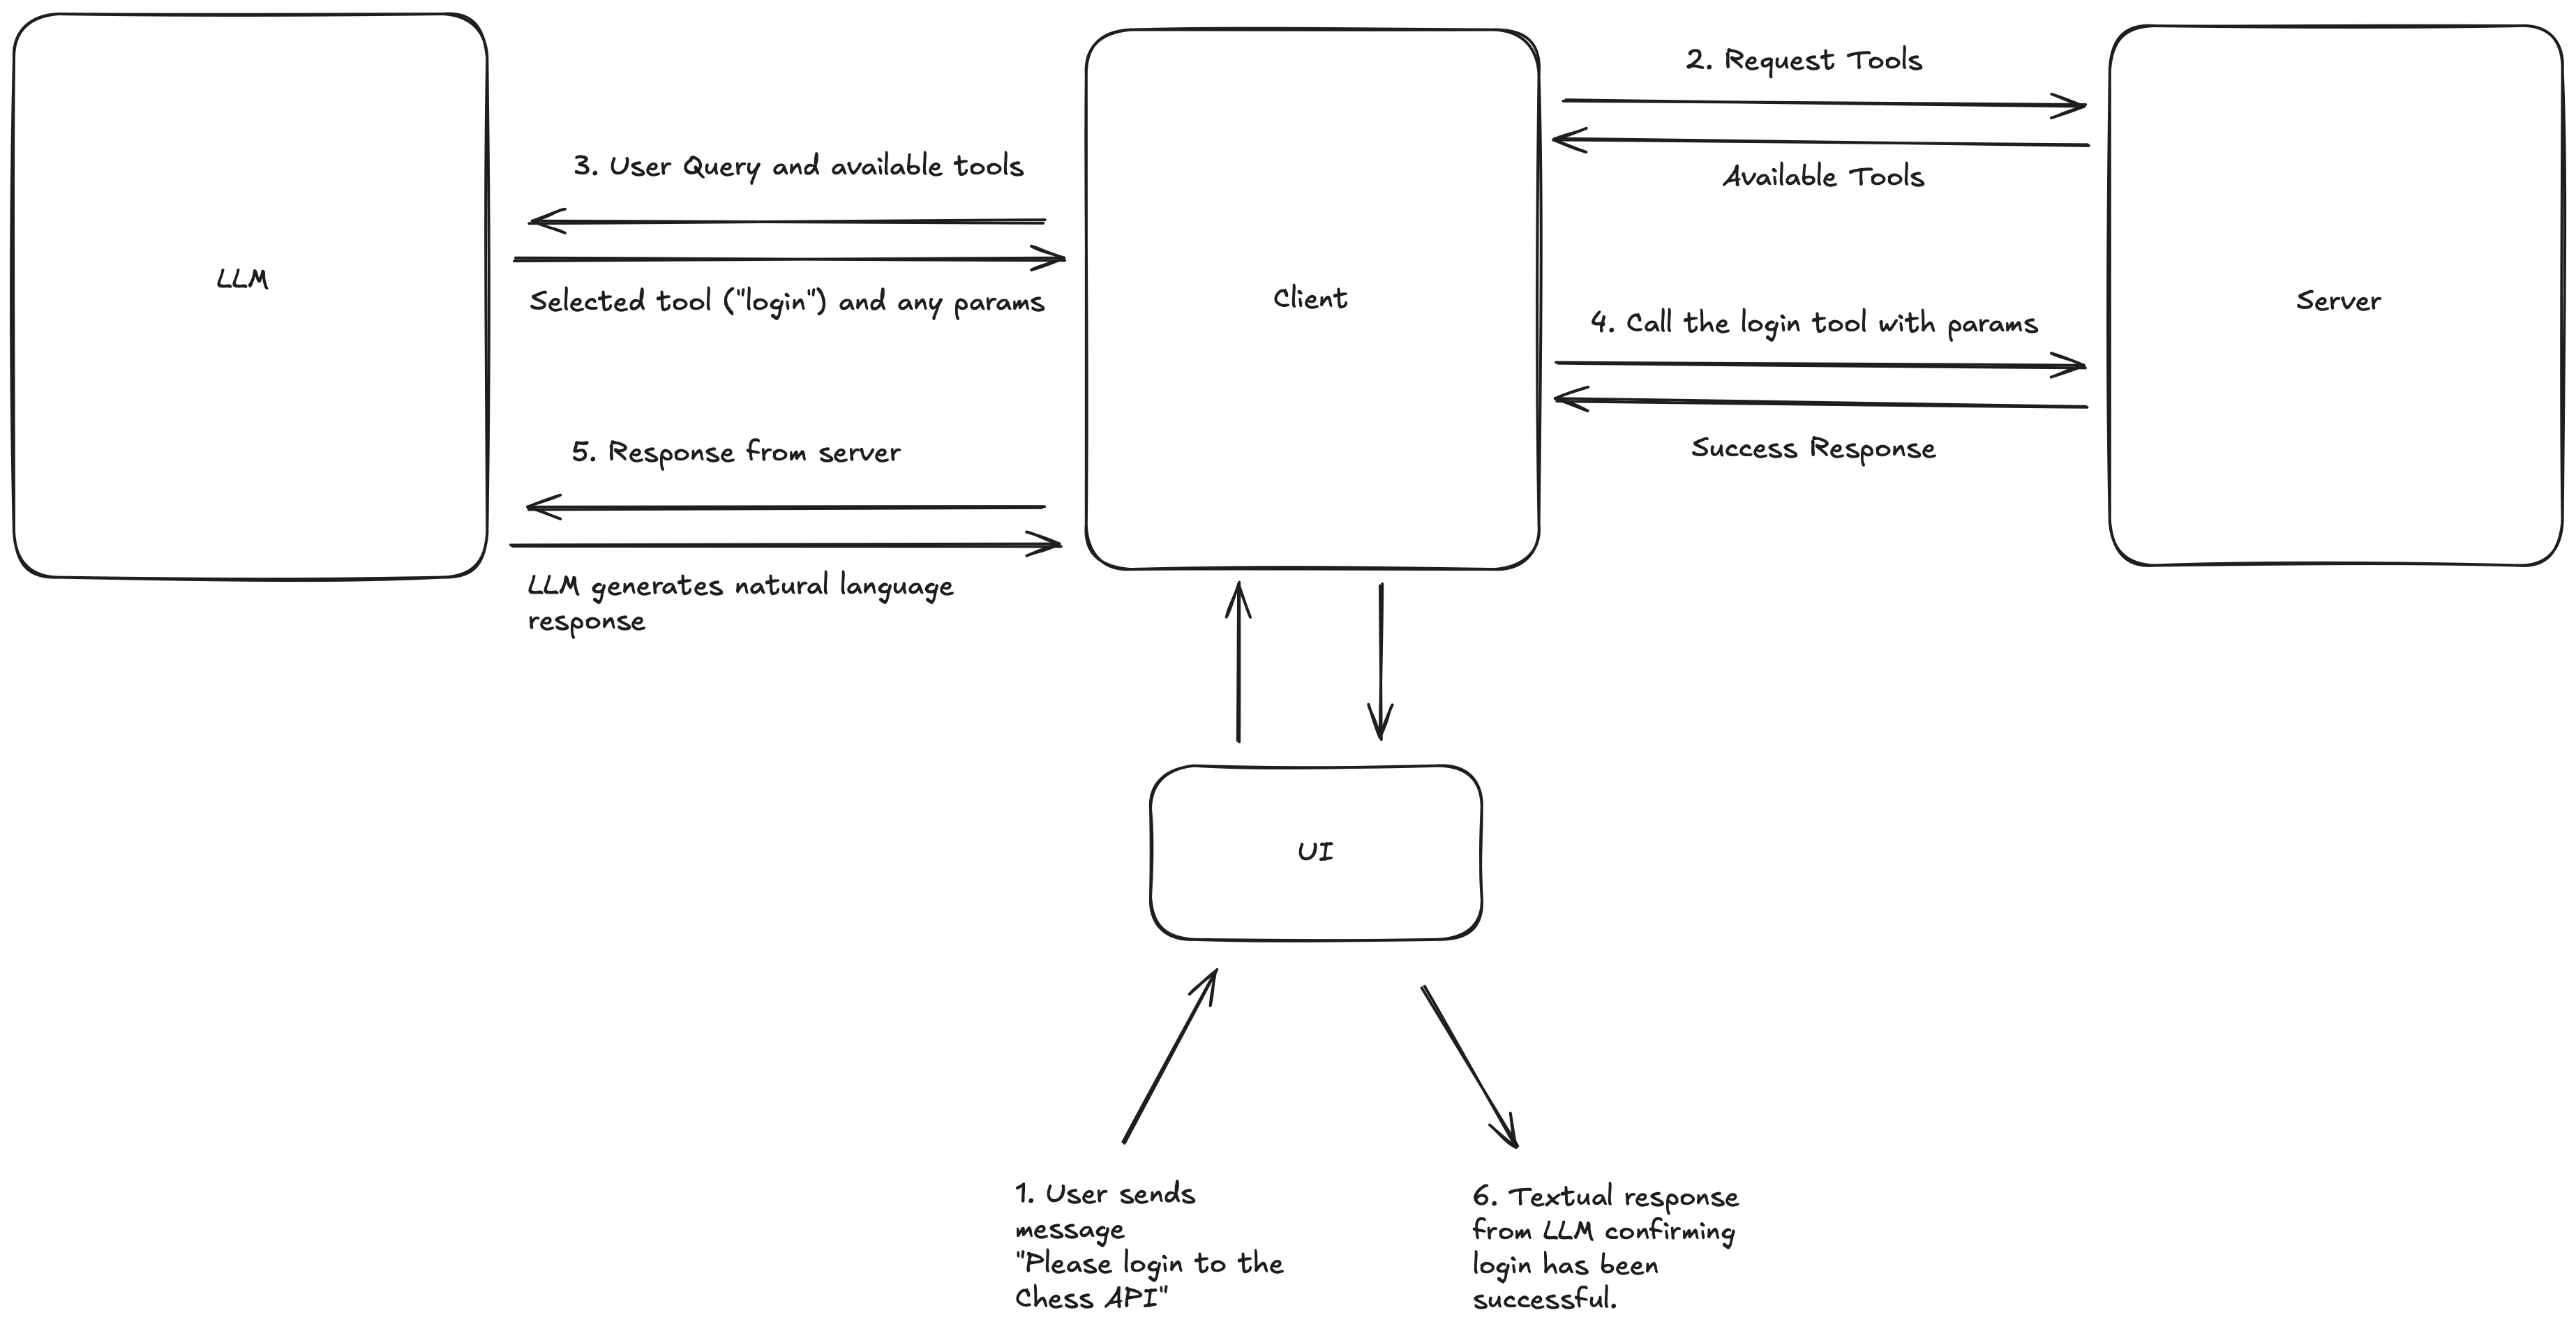 2. Request Tools
Available Tools
3. User Query and available tools
Selected tool ("login") and any params
LLM
Client
Server
4. Call the login tool with params
Success Response
5. Response from server
LLM generates natural language
response
UI
1. User sends
message
"Please login to the
Chess API"
6. Textual response
from LLM confirming
login has been
successful.